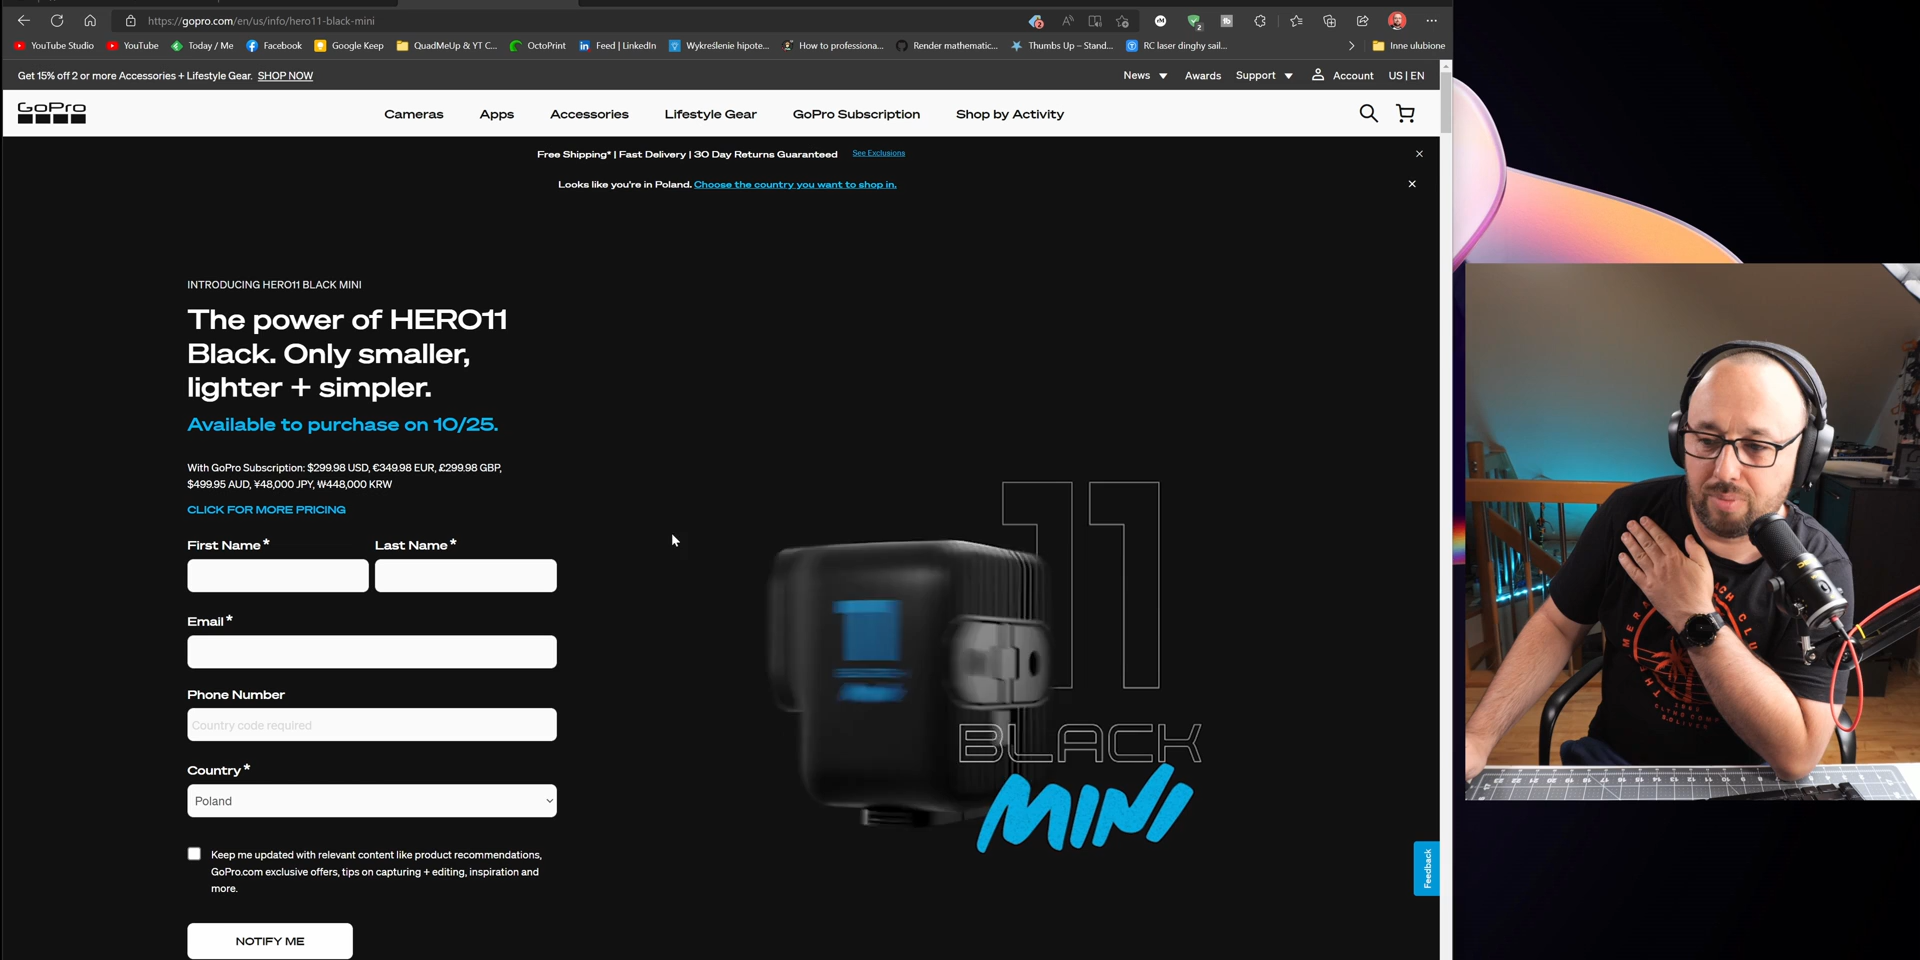 https://gopro.com/en/us/info/hero11-black-mini
2
2
YouTube Studio
YouTube
Today / Me
Facebook
Google Keep
QuadMeUp & YT C...
OctoPrint
Feed | LinkedIn
Wykreślenie hipote...
How to professiona...
Render mathematic...
Thumbs Up – Stand...
RC laser dinghy sail...
Inne ulubione
Get 15% off 2 or more Accessories + Lifestyle Gear. SHOP NOW
News
Awards
Support
Account
US | EN
GoPro
Cameras
Apps
Accessories
Lifestyle Gear
GoPro Subscription
Shop by Activity
Free Shipping* | Fast Delivery | 30 Day Returns Guaranteed
See Exclusions
Looks like you're in Poland. Choose the country you want to shop in.
INTRODUCING HERO11 BLACK MINI
The power of HERO11
Black. Only smaller,
lighter + simpler.
Available to purchase on 10/25.
With GoPro Subscription: $299.98 USD, €349.98 EUR, £299.98 GBP,
$499.95 AUD, ¥48,000 JPY, ₩448,000 KRW
CLICK FOR MORE PRICING
First Name *
Last Name *
Email *
Phone Number
Country code required
Country *
Poland
Keep me updated with relevant content like product recommendations,
GoPro.com exclusive offers, tips on capturing + editing, inspiration and
more.
NOTIFY ME
11
BLACK
MINI
Feedback